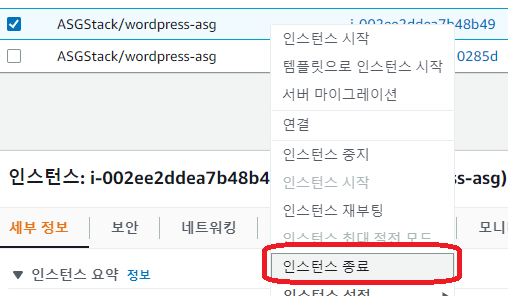 ASGStack/wordpress-asg i-002ee2ddea7b48b49
ASGStack/wordpress-asg 0285d
인스턴스 시작
템플릿으로 인스턴스 시작
서버 마이그레이션
연결
인스턴스 중지
인스턴스 시작
인스턴스 재부팅
인스턴스 최대 절전 모드
인스턴스 종료
인스턴스 설정
인스턴스: i-002ee2ddea7b48b4 ss-asg)
세부 정보 보안 네트워킹 모니
인스턴스 요약 정보